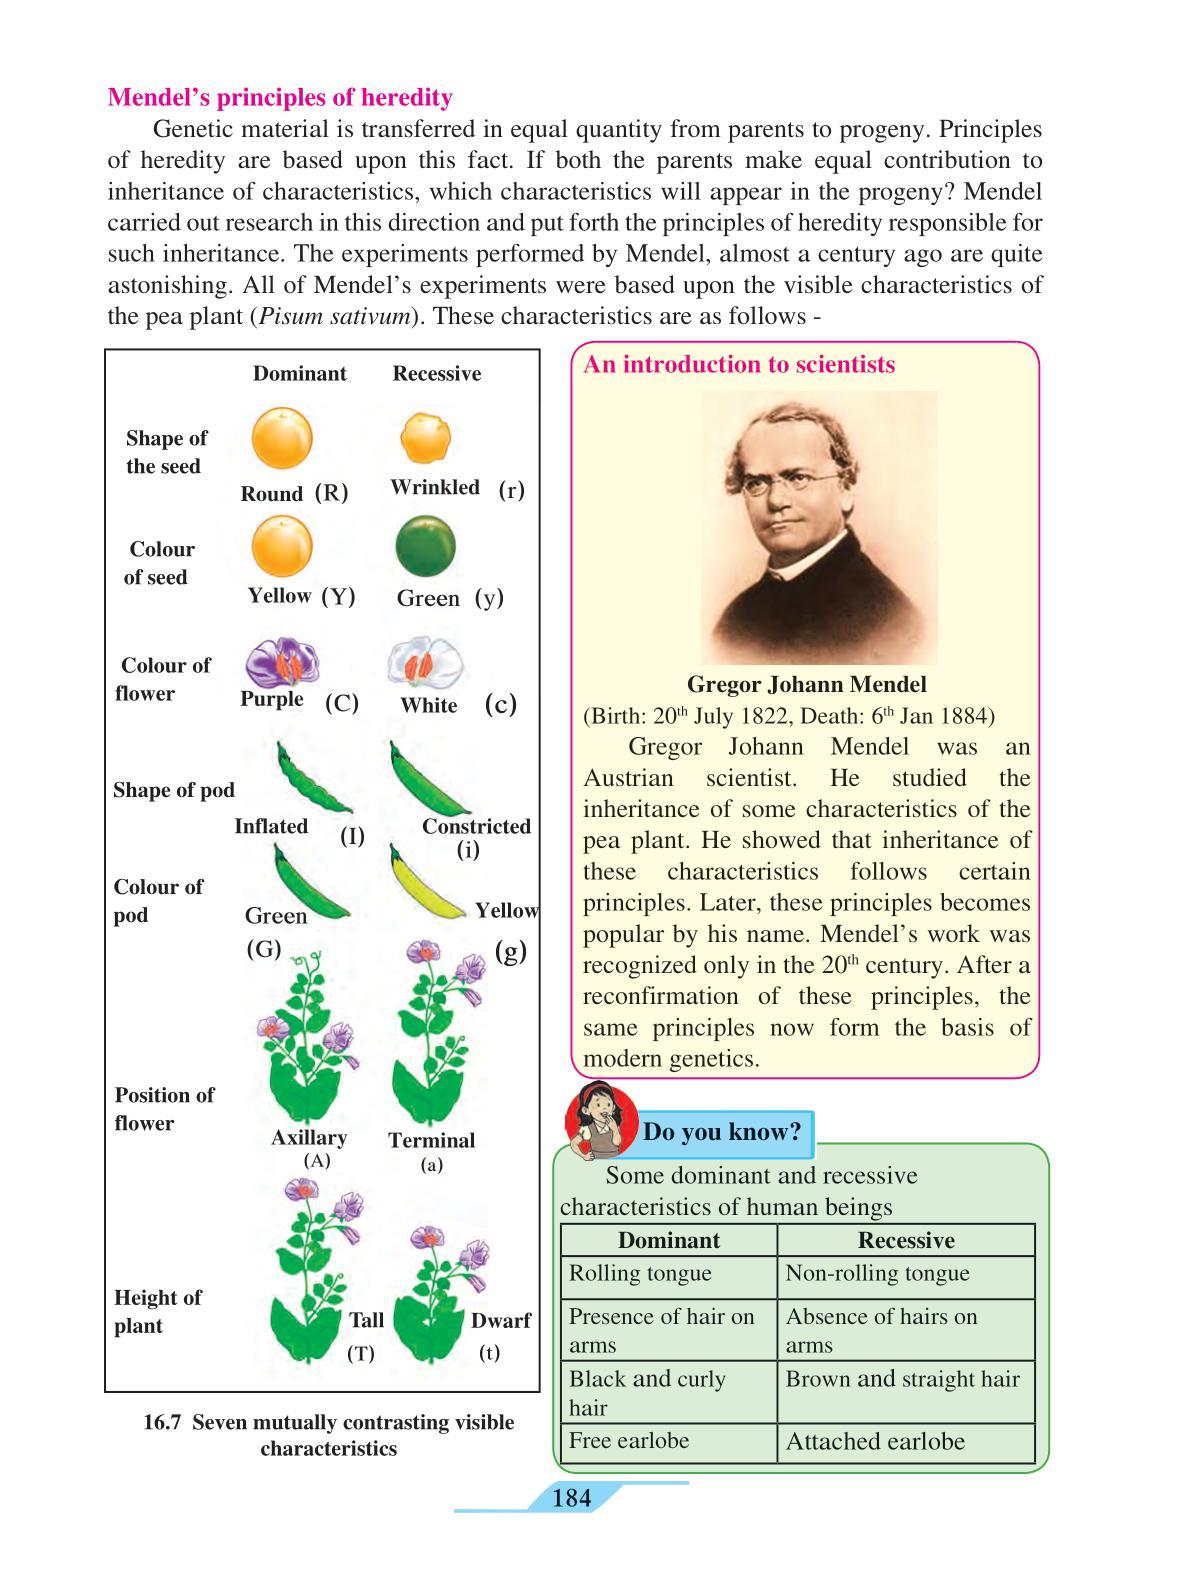 Mendel’s principles of heredity
Genetic material is transferred in equal quantity from parents to progeny. Principles
of heredity are based upon this fact. If both the parents make equal contribution to
inheritance of characteristics, which characteristics will appear in the progeny? Mendel
carried out research in this direction and put forth the principles of heredity responsible for
such inheritance. The experiments performed by Mendel, almost a century ago are quite
astonishing. All of Mendel’s experiments were based upon the visible characteristics of
the pea plant (Pisum sativum). These characteristics are as follows -
Dominant Recessive
Shape of
the seed
Round (R) Wrinkled (r)
Colour
of seed
Yellow (Y) Green (y)
Colour of
flower
Purple (C) White (c)
Shape of pod
Inflated (I) Constricted
(i)
Colour of
pod
Green Yellow
(G) (g)
Position of
flower
Axillary Terminal
(A) (a)
Height of
plant
Tall Dwarf
(T) (t)
16.7 Seven mutually contrasting visible
characteristics
An introduction to scientists
Gregor Johann Mendel
(Birth: 20th July 1822, Death: 6th Jan 1884)
Gregor Johann Mendel was an
Austrian scientist. He studied the
inheritance of some characteristics of the
pea plant. He showed that inheritance of
these characteristics follows certain
principles. Later, these principles becomes
popular by his name. Mendel’s work was
recognized only in the 20th century. After a
reconfirmation of these principles, the
same principles now form the basis of
modern genetics.
Do you know?
Some dominant and recessive
characteristics of human beings
Dominant Recessive
Rolling tongue Non-rolling tongue
Presence of hair on Absence of hairs on
arms arms
Black and curly Brown and straight hair
hair
Free earlobe Attached earlobe
184